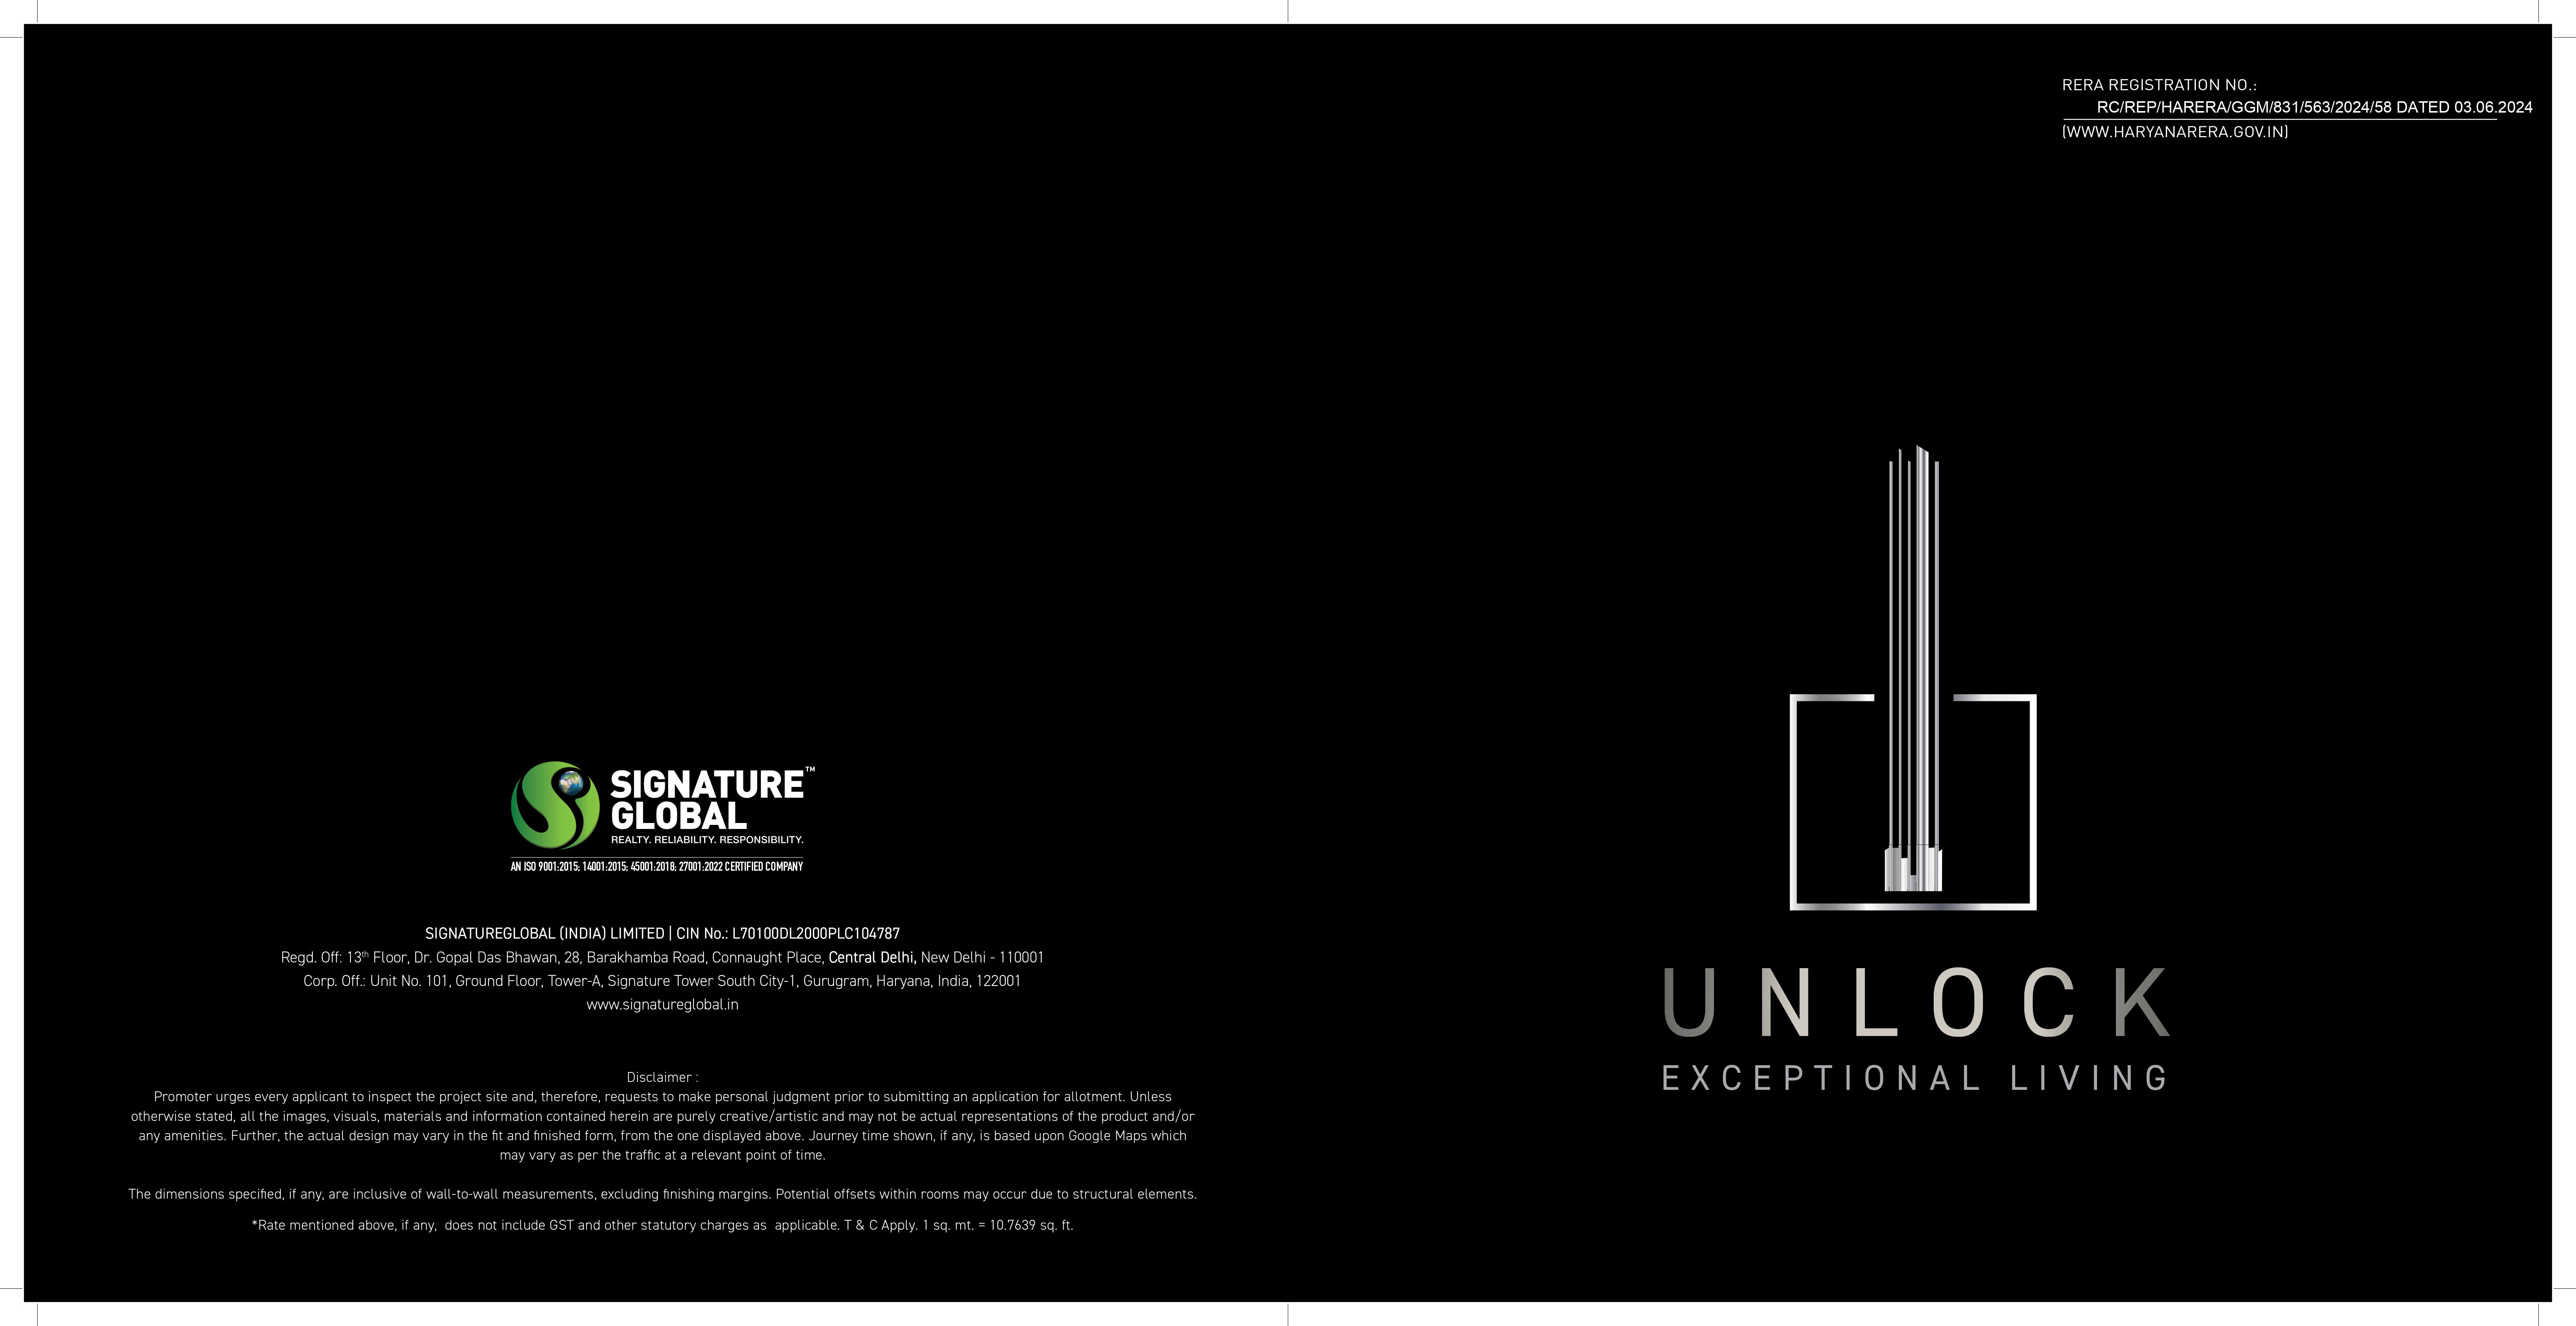 RERA REGISTRATION NO.:
RC/REP/HARERA/GGM/831/563/2024/58 DATED 03.06.2024
(WWW.HARYANARERA.GOV.IN)
SIGNATURE™
GLOBAL
REALTY. RELIABILITY. RESPONSIBILITY.
AN ISO 9001:2015; 14001:2015; 45001:2018; 27001:2022 CERTIFIED COMPANY
SIGNATUREGLOBAL (INDIA) LIMITED | CIN No.: L70100DL2000PLC104787
Regd. Off: 13th Floor, Dr. Gopal Das Bhawan, 28, Barakhamba Road, Connaught Place, Central Delhi, New Delhi - 110001
Corp. Off.: Unit No. 101, Ground Floor, Tower-A, Signature Tower South City-1, Gurugram, Haryana, India, 122001
www.signatureglobal.in
Disclaimer :
Promoter urges every applicant to inspect the project site and, therefore, requests to make personal judgment prior to submitting an application for allotment. Unless
otherwise stated, all the images, visuals, materials and information contained herein are purely creative/artistic and may not be actual representations of the product and/or
any amenities. Further, the actual design may vary in the fit and finished form, from the one displayed above. Journey time shown, if any, is based upon Google Maps which
may vary as per the traffic at a relevant point of time.
The dimensions specified, if any, are inclusive of wall-to-wall measurements, excluding finishing margins. Potential offsets within rooms may occur due to structural elements.
*Rate mentioned above, if any,  does not include GST and other statutory charges as  applicable. T & C Apply. 1 sq. mt. = 10.7639 sq. ft.
UNLOCK
EXCEPTIONAL LIVING